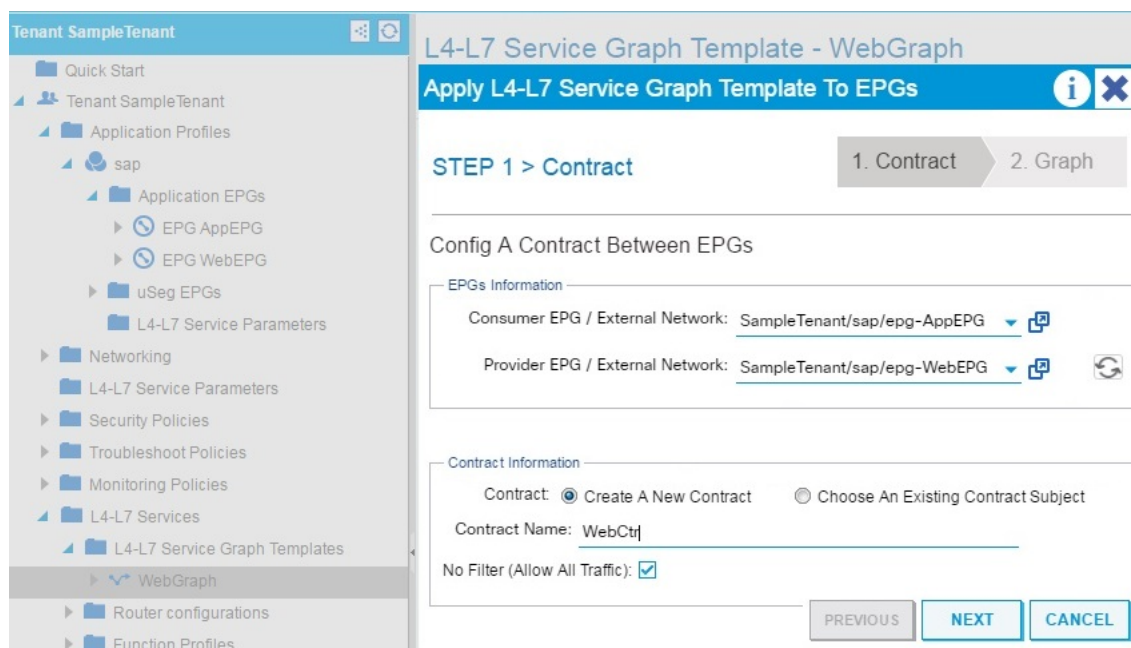 Tenant SampleTenant
Quick Start
Tenant SampleTenant
Application Profiles
sap
Application EPGs
EPG AppEPG
EPG WebEPG
uSeg EPGs
L4-L7 Service Parameters
Networking
L4-L7 Service Parameters
Security Policies
Troubleshoot Policies
Monitoring Policies
L4-L7 Services
L4-L7 Service Graph Templates
WebGraph
Router configurations
Function Profiles
L4-L7 Service Graph Template - WebGraph
Apply L4-L7 Service Graph Template To EPGs
i
STEP 1 > Contract
1. Contract
2. Graph
Config A Contract Between EPGs
EPGs Information
Consumer EPG / External Network: SampleTenant/sap/epg-AppEPG
Provider EPG / External Network: SampleTenant/sap/epg-WebEPG
Contract Information
Contract: Create A New Contract Choose An Existing Contract Subject
Contract Name: WebCtr
No Filter (Allow All Traffic):
PREVIOUS NEXT CANCEL